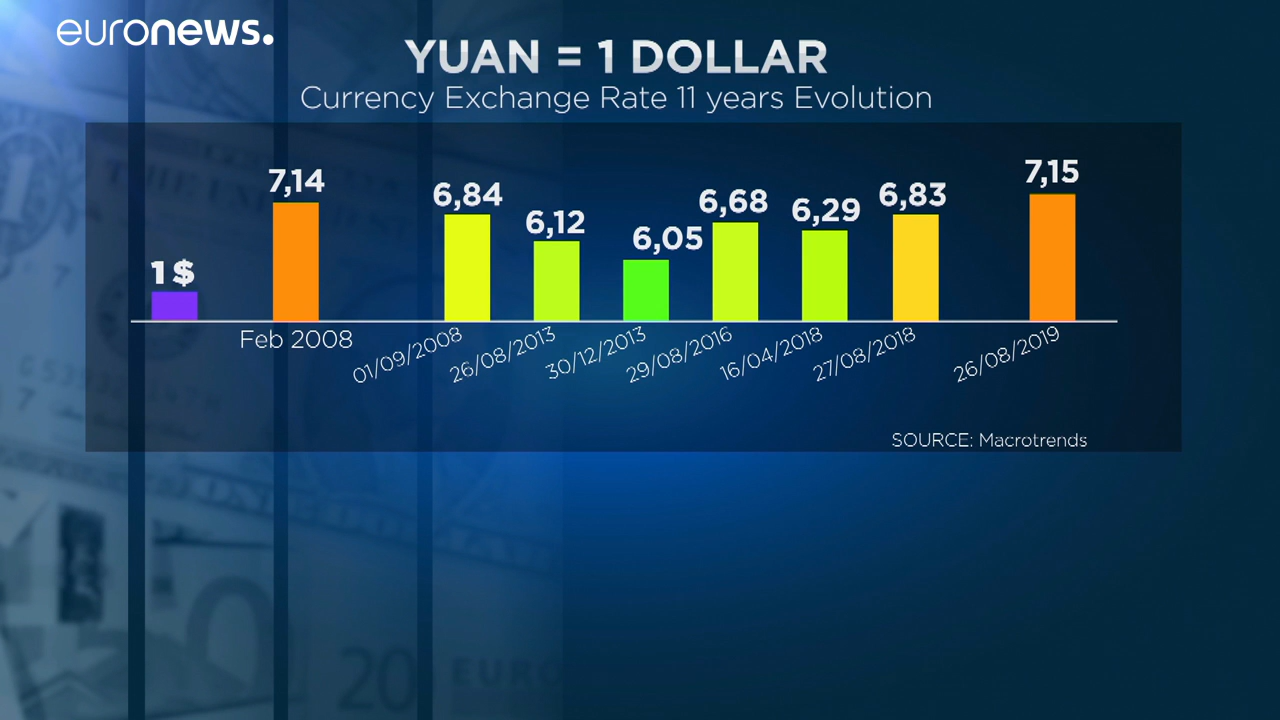 euronews.
YUAN = 1 DOLLAR
Currency Exchange Rate 11 years Evolution
1 $
7,14
6,84
6,12
6,05
6,68
6,29
6,83
7,15
Feb 2008
01/09/2008
26/08/2013
30/12/2013
29/08/2016
16/04/2018
27/08/2018
26/08/2019
SOURCE: Macrotrends
20
EURO